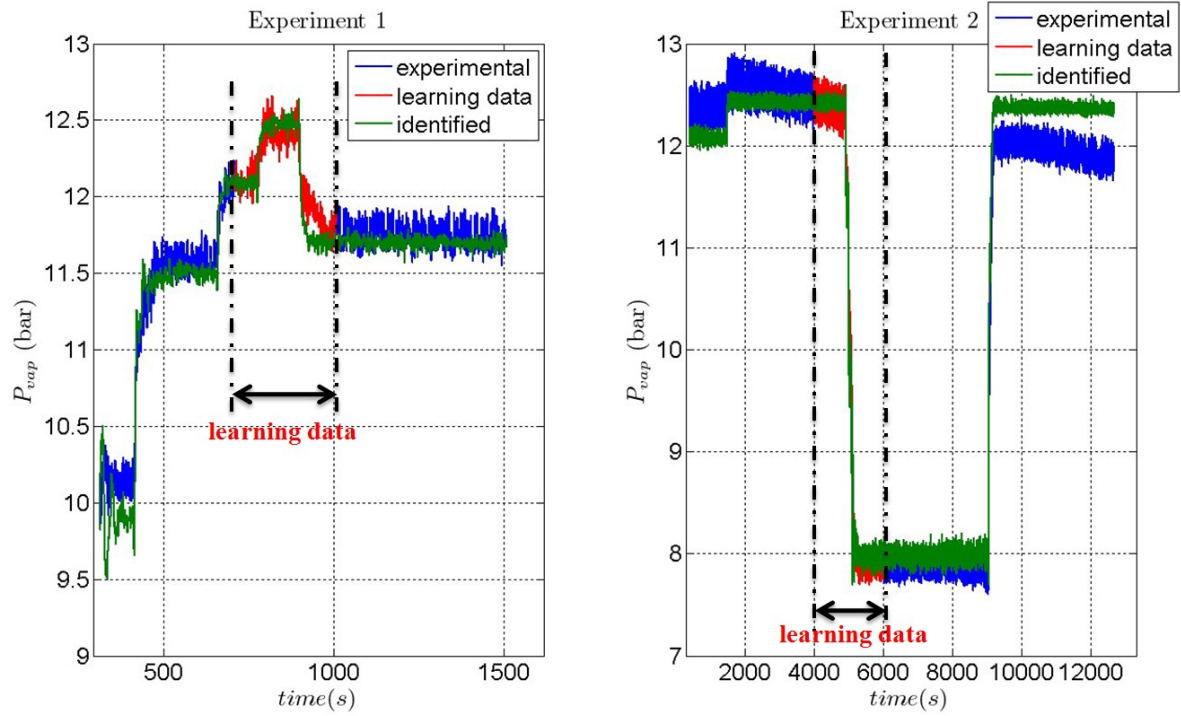 Experiment 1
13
12.5
12
11.5
11
10.5
10
9.5
9
P_vap (bar)
500
1000
1500
time(s)
experimental
learning data
identified
learning data
Experiment 2
13
12
11
10
9
8
7
P_vap (bar)
2000
4000
6000
8000
10000
12000
time(s)
experimental
learning data
identified
learning data